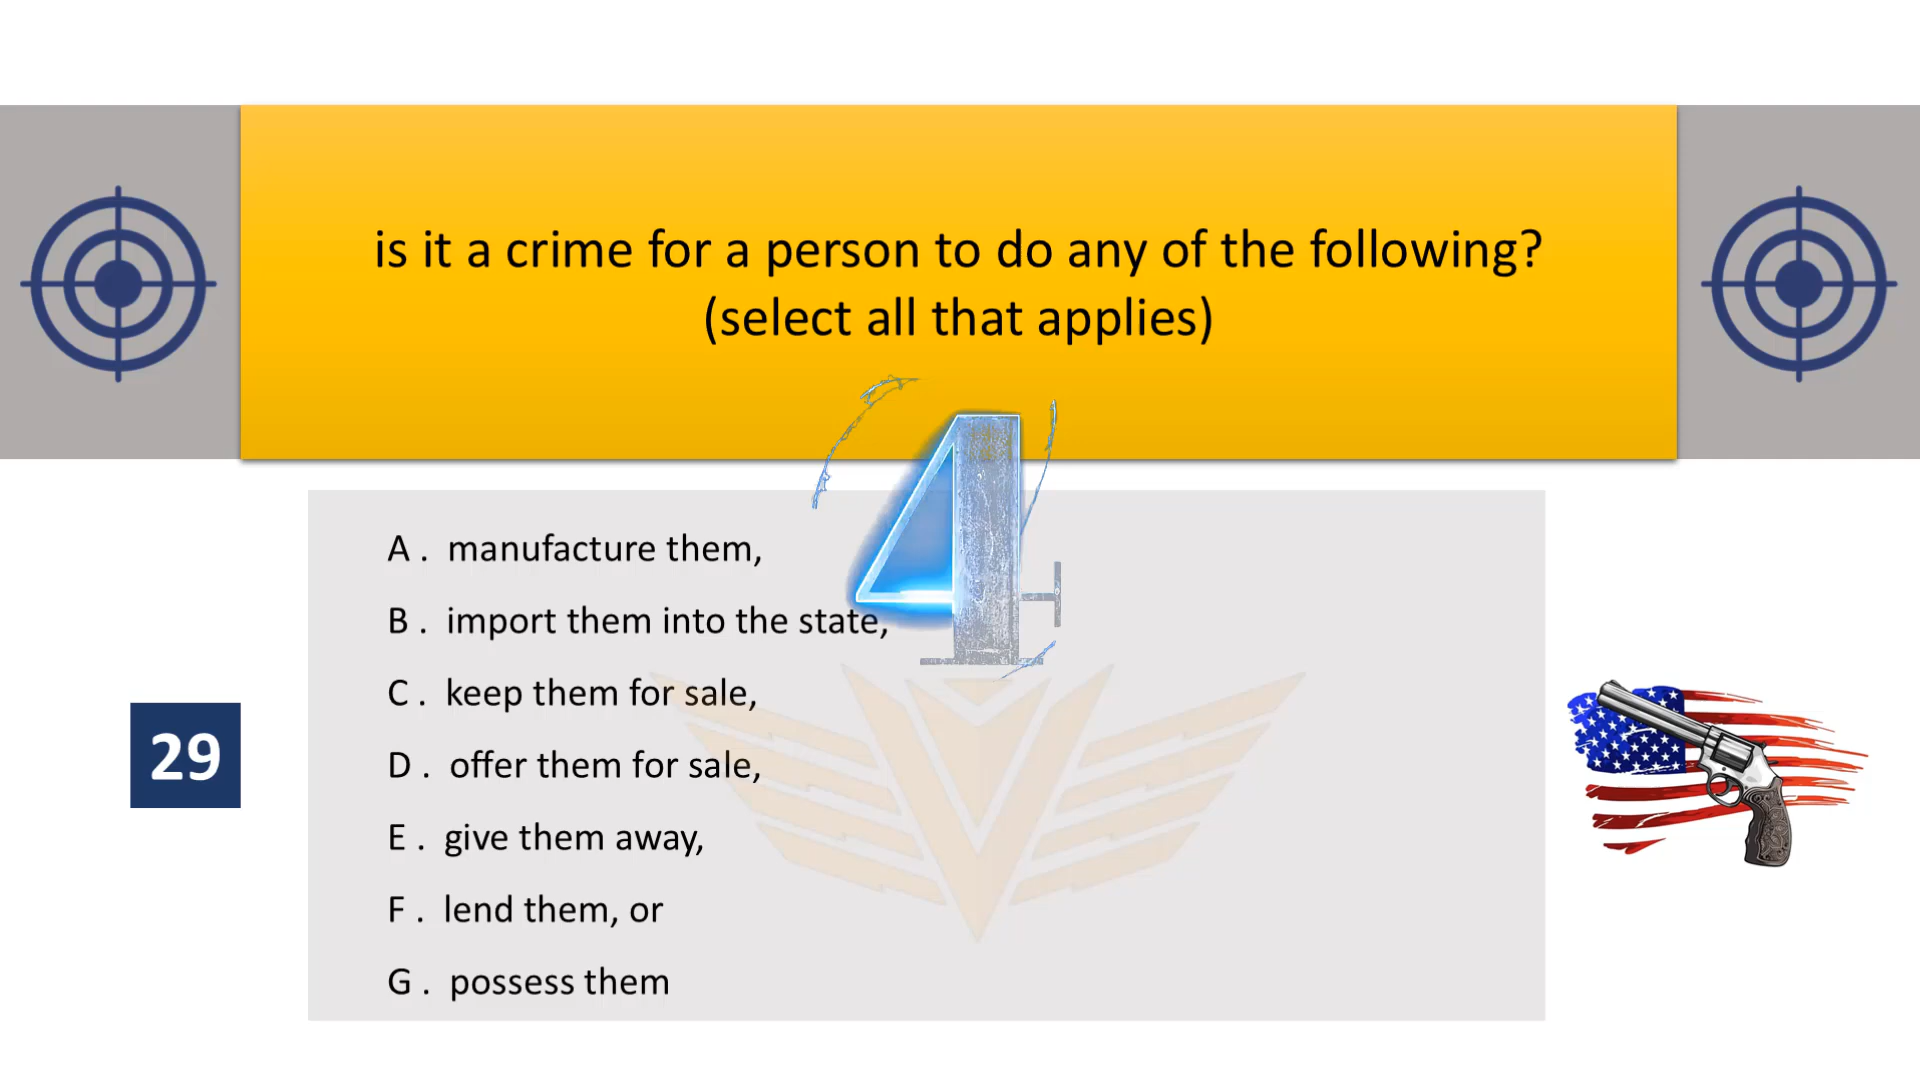 is it a crime for a person to do any of the following?
(select all that applies)
4
A . manufacture them,
B . import them into the state,
C . keep them for sale,
D . offer them for sale,
E . give them away,
F . lend them, or
G . possess them
29